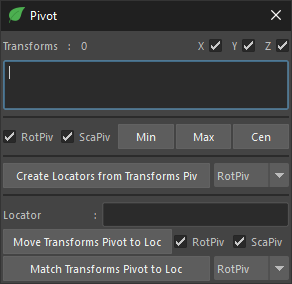 Pivot
Transforms : 0 X Y Z
RotPiv ScaPiv Min Max Cen
Create Locators from Transforms Piv RotPiv
Locator :
Move Transforms Pivot to Loc RotPiv ScaPiv
Match Transforms Pivot to Loc RotPiv